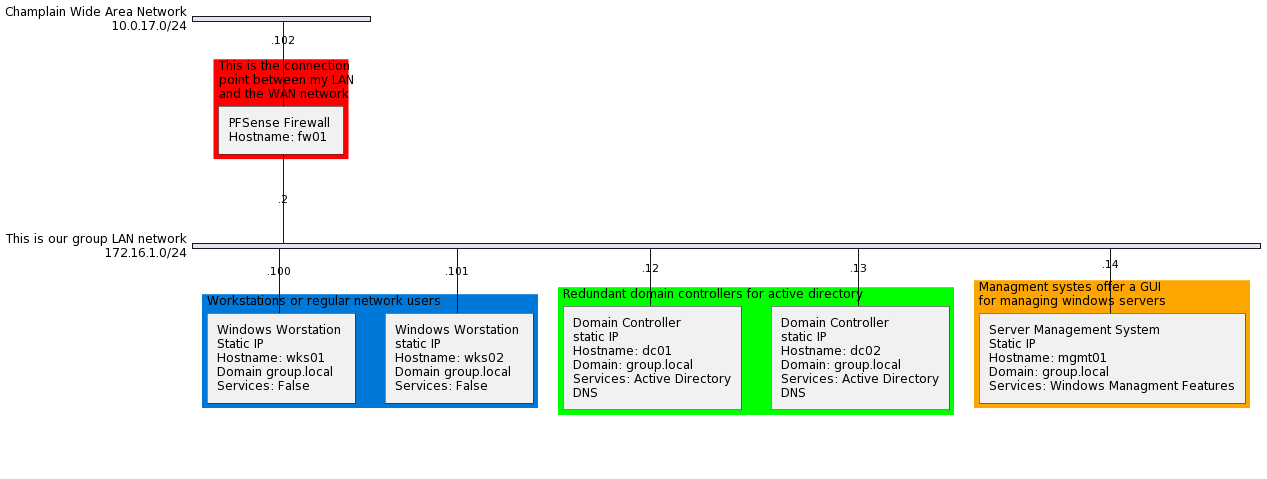 Champlain Wide Area Network
10.0.17.0/24
.102
This is the connection
point between my LAN
and the WAN network
PFSense Firewall
Hostname: fw01
.2
This is our group LAN network
172.16.1.0/24
.100
.101
.12
.13
.14
Workstations or regular network users
Windows Worstation
Static IP
Hostname: wks01
Domain group.local
Services: False
Windows Worstation
static IP
Hostname: wks02
Domain group.local
Services: False
Redundant domain controllers for active directory
Domain Controller
static IP
Hostname: dc01
Domain: group.local
Services: Active Directory
DNS
Domain Controller
static IP
Hostname: dc02
Domain: group.local
Services: Active Directory
DNS
Managment systes offer a GUI
for managing windows servers
Server Management System
Static IP
Hostname: mgmt01
Domain: group.local
Services: Windows Managment Features